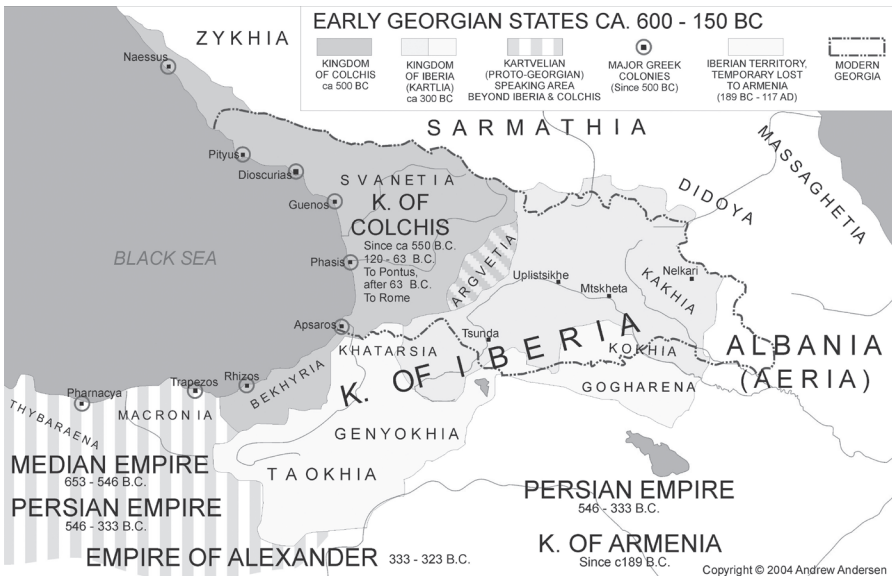 EARLY GEORGIAN STATES CA. 600 - 150 BC
KINGDOM
OF COLCHIS
ca 500 BC
KINGDOM
OF IBERIA
(KARTLIA)
ca 300 BC
KARTVELIAN
(PROTO-GEORGIAN)
SPEAKING AREA
BEYOND IBERIA & COLCHIS
MAJOR GREEK
COLONIES
(Since 500 BC)
IBERIAN TERRITORY,
TEMPORARY LOST
TO ARMENIA
(189 BC - 117 AD)
MODERN
GEORGIA
ZYKHIA
Naessus
SARMATHIA
MASSAGHETIA
Pityus
Dioscurias
SVANETIA
DIDOYA
Guenos
K. OF
COLCHIS
Since ca 550 B.C.
120 - 63 B.C.
To Pontus,
after 63 B.C.
To Rome
BLACK SEA
Phasis
ARGVETIA
Uplistsikhe
Mtskheta
Nelkari
KAKHIA
Apsaros
Tsunda
KHATARSIA
K. OF IBERIA
KOKHIA
ALBANIA
(AERIA)
Pharnacya
Trapezos
Rhizos
BEKHYRIA
GOGHARENA
THYBARAENA
MACRONIA
GENYOKHIA
TAOKHIA
MEDIAN EMPIRE
653 - 546 B.C.
PERSIAN EMPIRE
546 - 333 B.C.
PERSIAN EMPIRE
546 - 333 B.C.
EMPIRE OF ALEXANDER 333 - 323 B.C.
K. OF ARMENIA
Since c189 B.C.
Copyright © 2004 Andrew Andersen